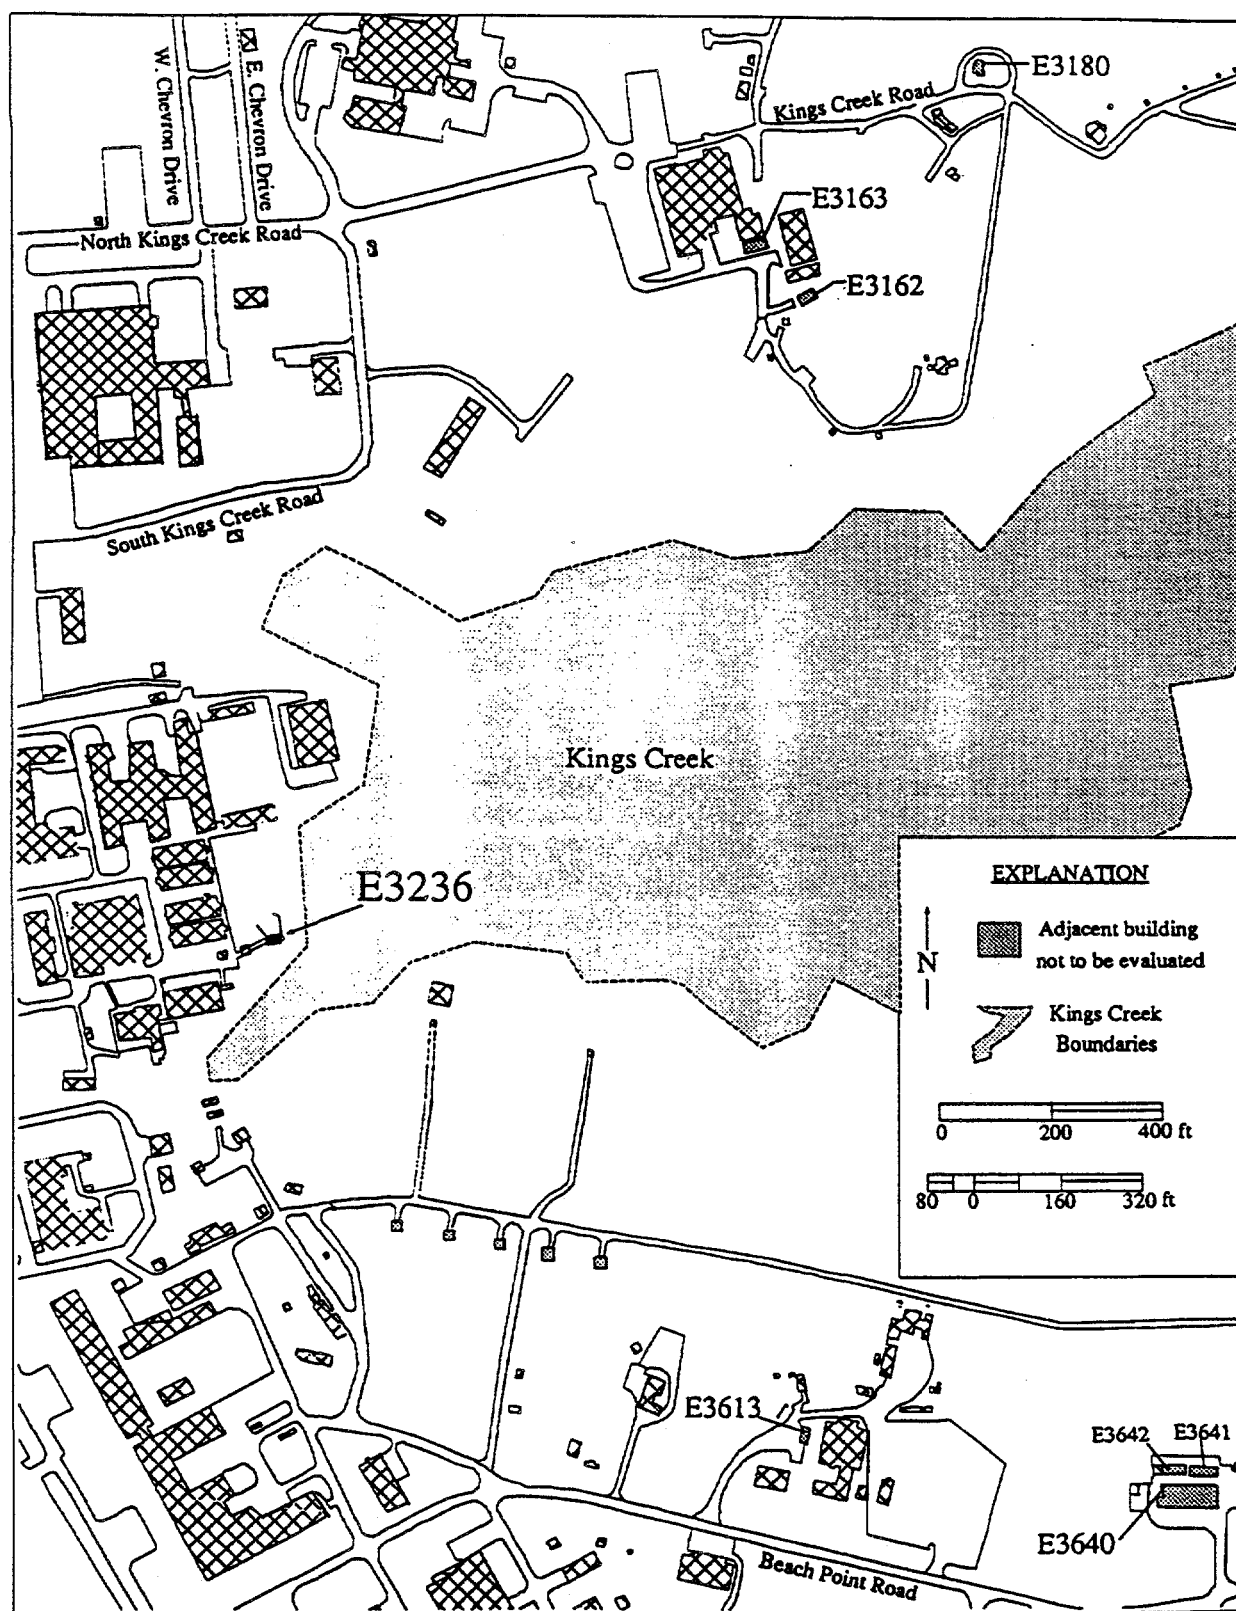 E3180
Kings Creek Road
W. Chevron Drive
E. Chevron Drive
E3163
North Kings Creek Road
E3162
South Kings Creek Road
Kings Creek
E3236
EXPLANATION
Adjacent building
not to be evaluated
N
Kings Creek
Boundaries
0 200 400 ft
80 0 160 320 ft
E3613
E3642 E3641
E3640
Beach Point Road